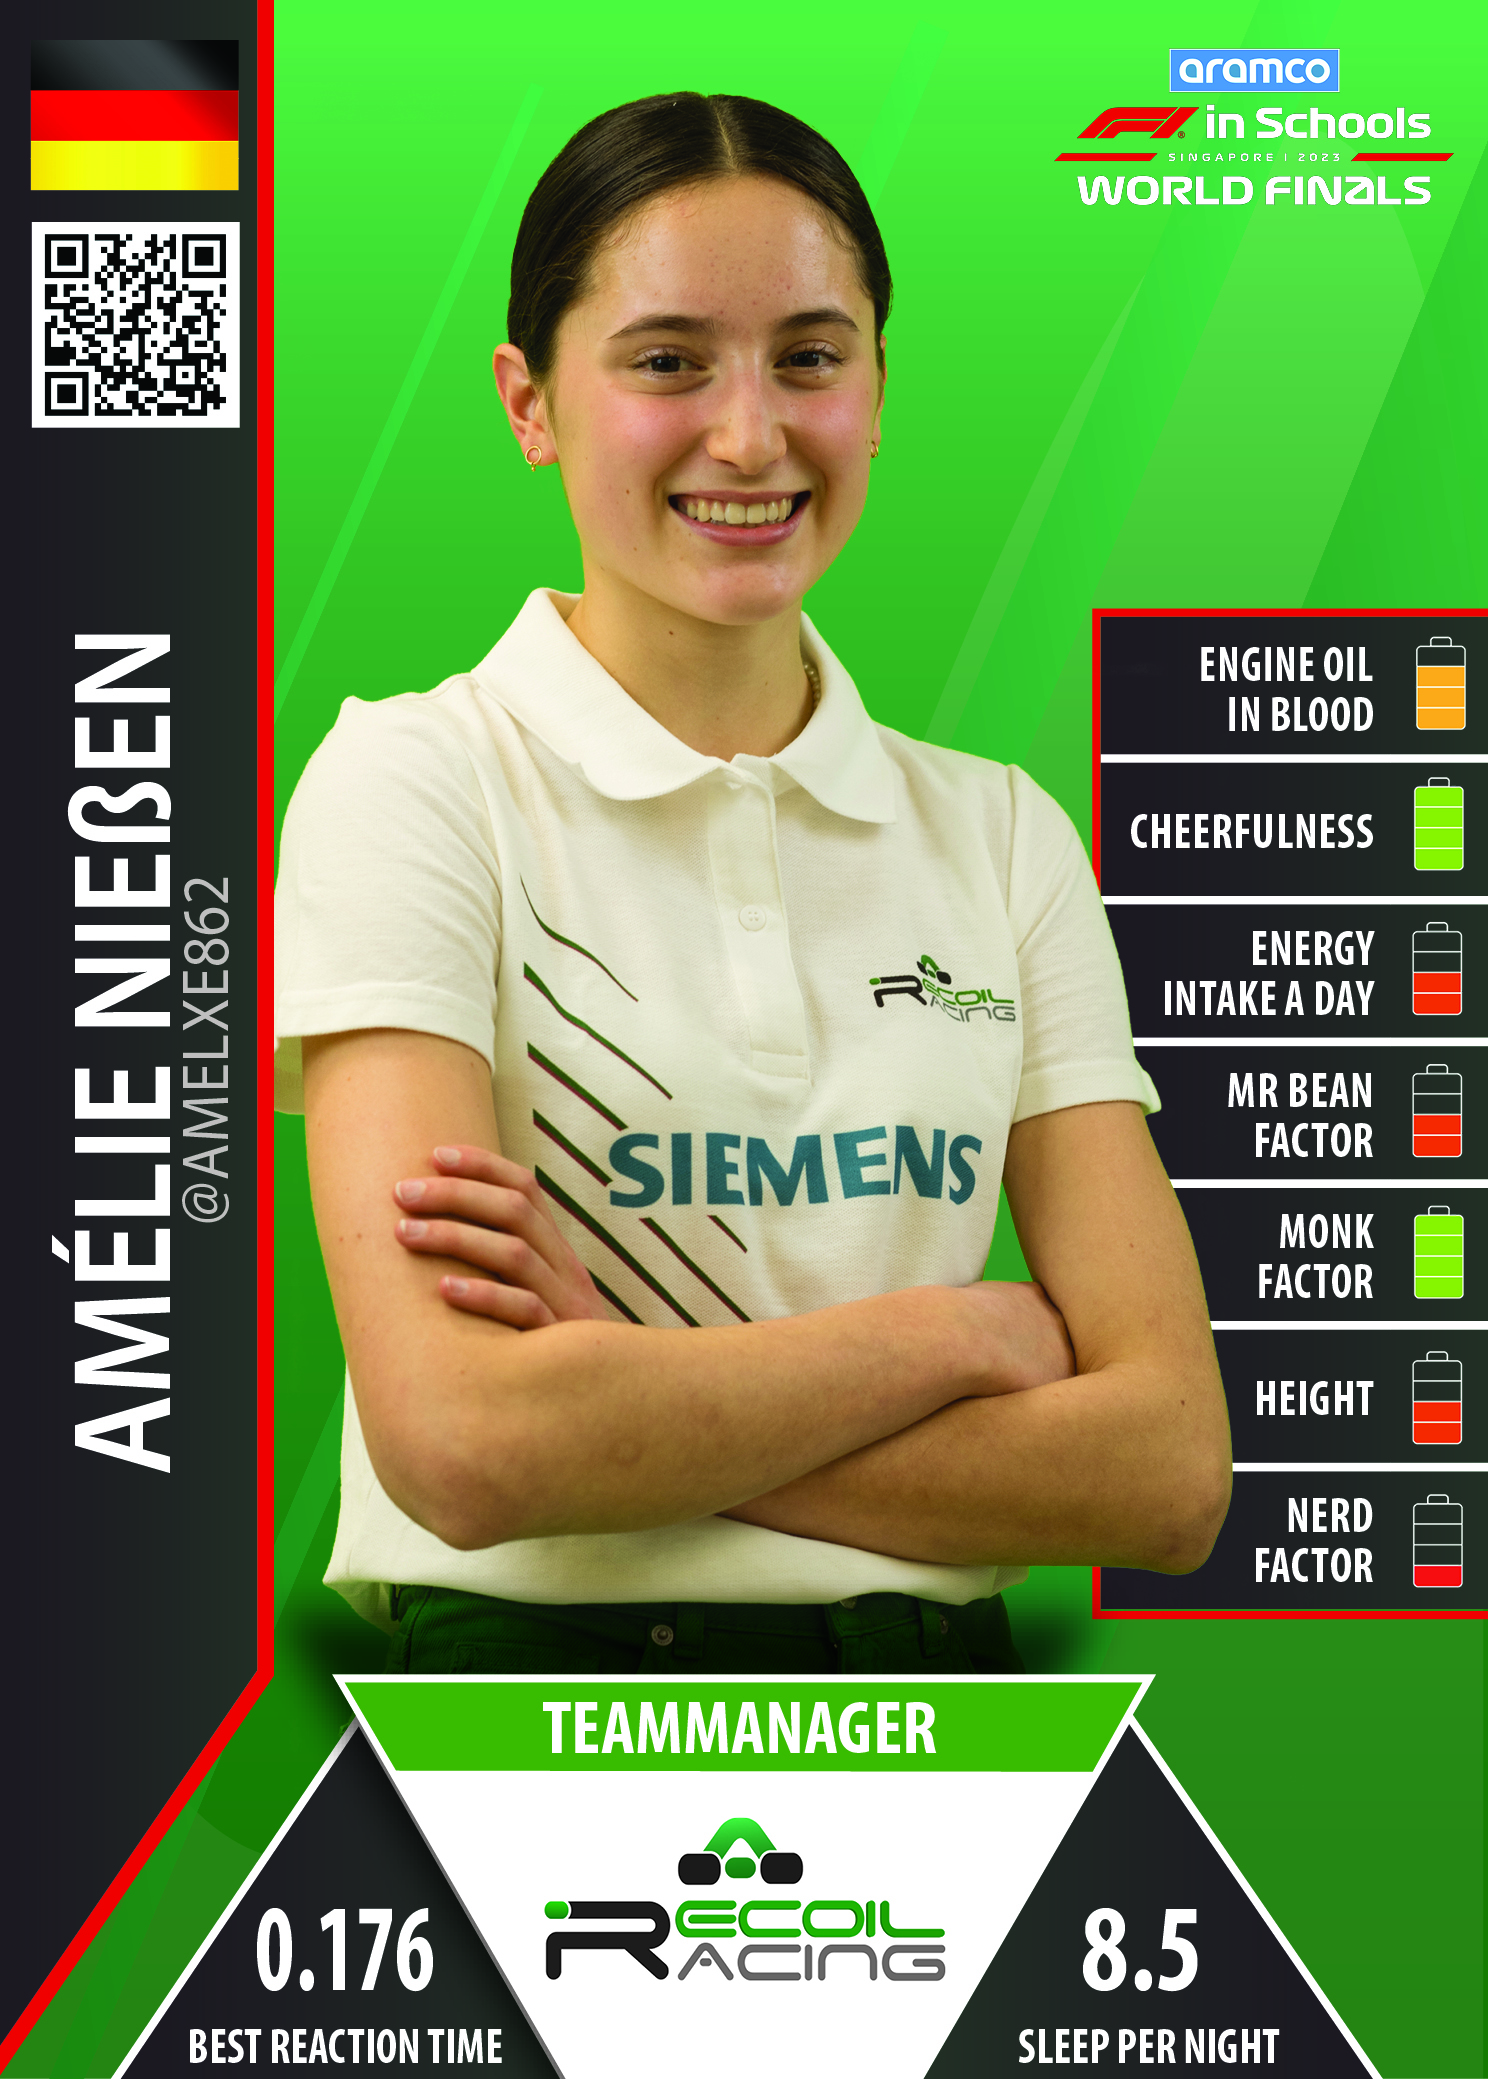 aramco
F1® in Schools
SINGAPORE | 2023
WORLD FINALS
AMÉLIE NIEßEN
@AMELXE862
ENGINE OIL
IN BLOOD
CHEERFULNESS
ENERGY
INTAKE A DAY
MR BEAN
FACTOR
MONK
FACTOR
HEIGHT
NERD
FACTOR
RECOIL
RACING
SIEMENS
TEAMMANAGER
RECOIL
RACING
0.176
BEST REACTION TIME
8.5
SLEEP PER NIGHT